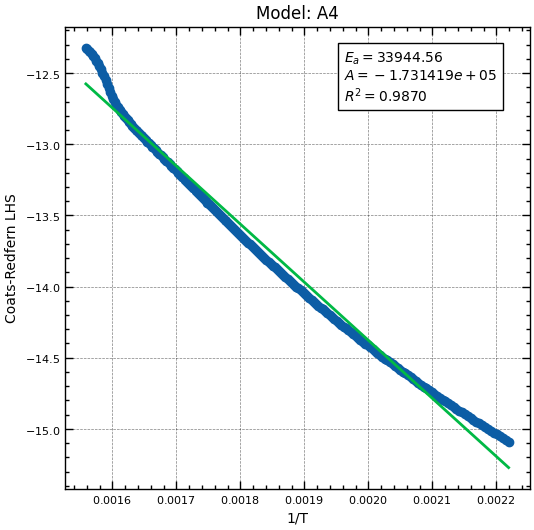 Model: A4
E_a = 33944.56
A = −1.731419e + 05
R² = 0.9870
Coats-Redfern LHS
−12.5
−13.0
−13.5
−14.0
−14.5
−15.0
0.0016 0.0017 0.0018 0.0019 0.0020 0.0021 0.0022
1/T